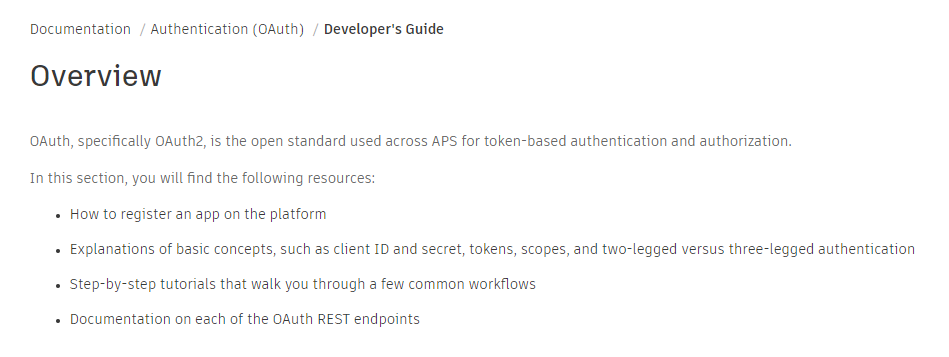 Documentation / Authentication (OAuth) / Developer's Guide
Overview
OAuth, specifically OAuth2, is the open standard used across APS for token-based authentication and authorization.
In this section, you will find the following resources:
• How to register an app on the platform
• Explanations of basic concepts, such as client ID and secret, tokens, scopes, and two-legged versus three-legged authentication
• Step-by-step tutorials that walk you through a few common workflows
• Documentation on each of the OAuth REST endpoints